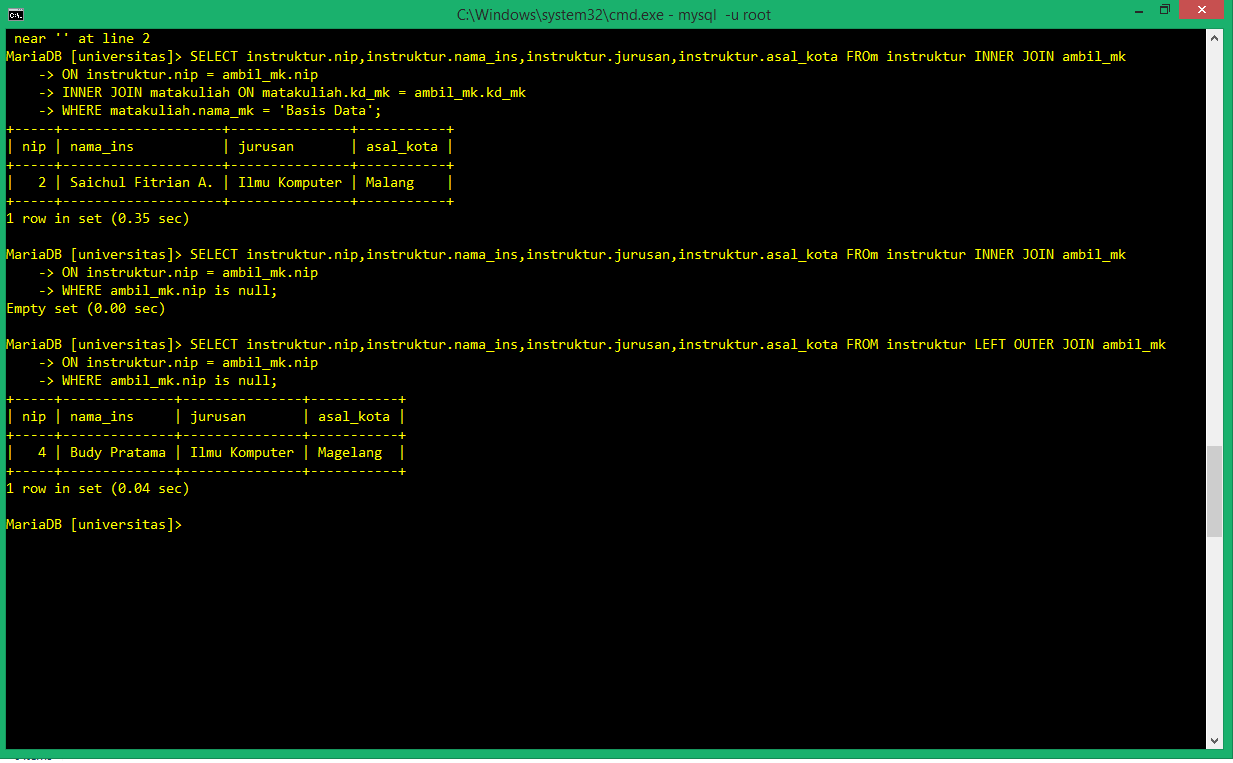 C:\Windows\system32\cmd.exe - mysql  -u root
 near '' at line 2
MariaDB [universitas]> SELECT instruktur.nip,instruktur.nama_ins,instruktur.jurusan,instruktur.asal_kota FROm instruktur INNER JOIN ambil_mk
    -> ON instruktur.nip = ambil_mk.nip
    -> INNER JOIN matakuliah ON matakuliah.kd_mk = ambil_mk.kd_mk
    -> WHERE matakuliah.nama_mk = 'Basis Data';
+-----+--------------------+---------------+-----------+
| nip | nama_ins           | jurusan       | asal_kota |
+-----+--------------------+---------------+-----------+
|   2 | Saichul Fitrian A. | Ilmu Komputer | Malang    |
+-----+--------------------+---------------+-----------+
1 row in set (0.35 sec)

MariaDB [universitas]> SELECT instruktur.nip,instruktur.nama_ins,instruktur.jurusan,instruktur.asal_kota FROm instruktur INNER JOIN ambil_mk
    -> ON instruktur.nip = ambil_mk.nip
    -> WHERE ambil_mk.nip is null;
Empty set (0.00 sec)

MariaDB [universitas]> SELECT instruktur.nip,instruktur.nama_ins,instruktur.jurusan,instruktur.asal_kota FROM instruktur LEFT OUTER JOIN ambil_mk
    -> ON instruktur.nip = ambil_mk.nip
    -> WHERE ambil_mk.nip is null;
+-----+--------------+---------------+-----------+
| nip | nama_ins     | jurusan       | asal_kota |
+-----+--------------+---------------+-----------+
|   4 | Budy Pratama | Ilmu Komputer | Magelang  |
+-----+--------------+---------------+-----------+
1 row in set (0.04 sec)

MariaDB [universitas]>